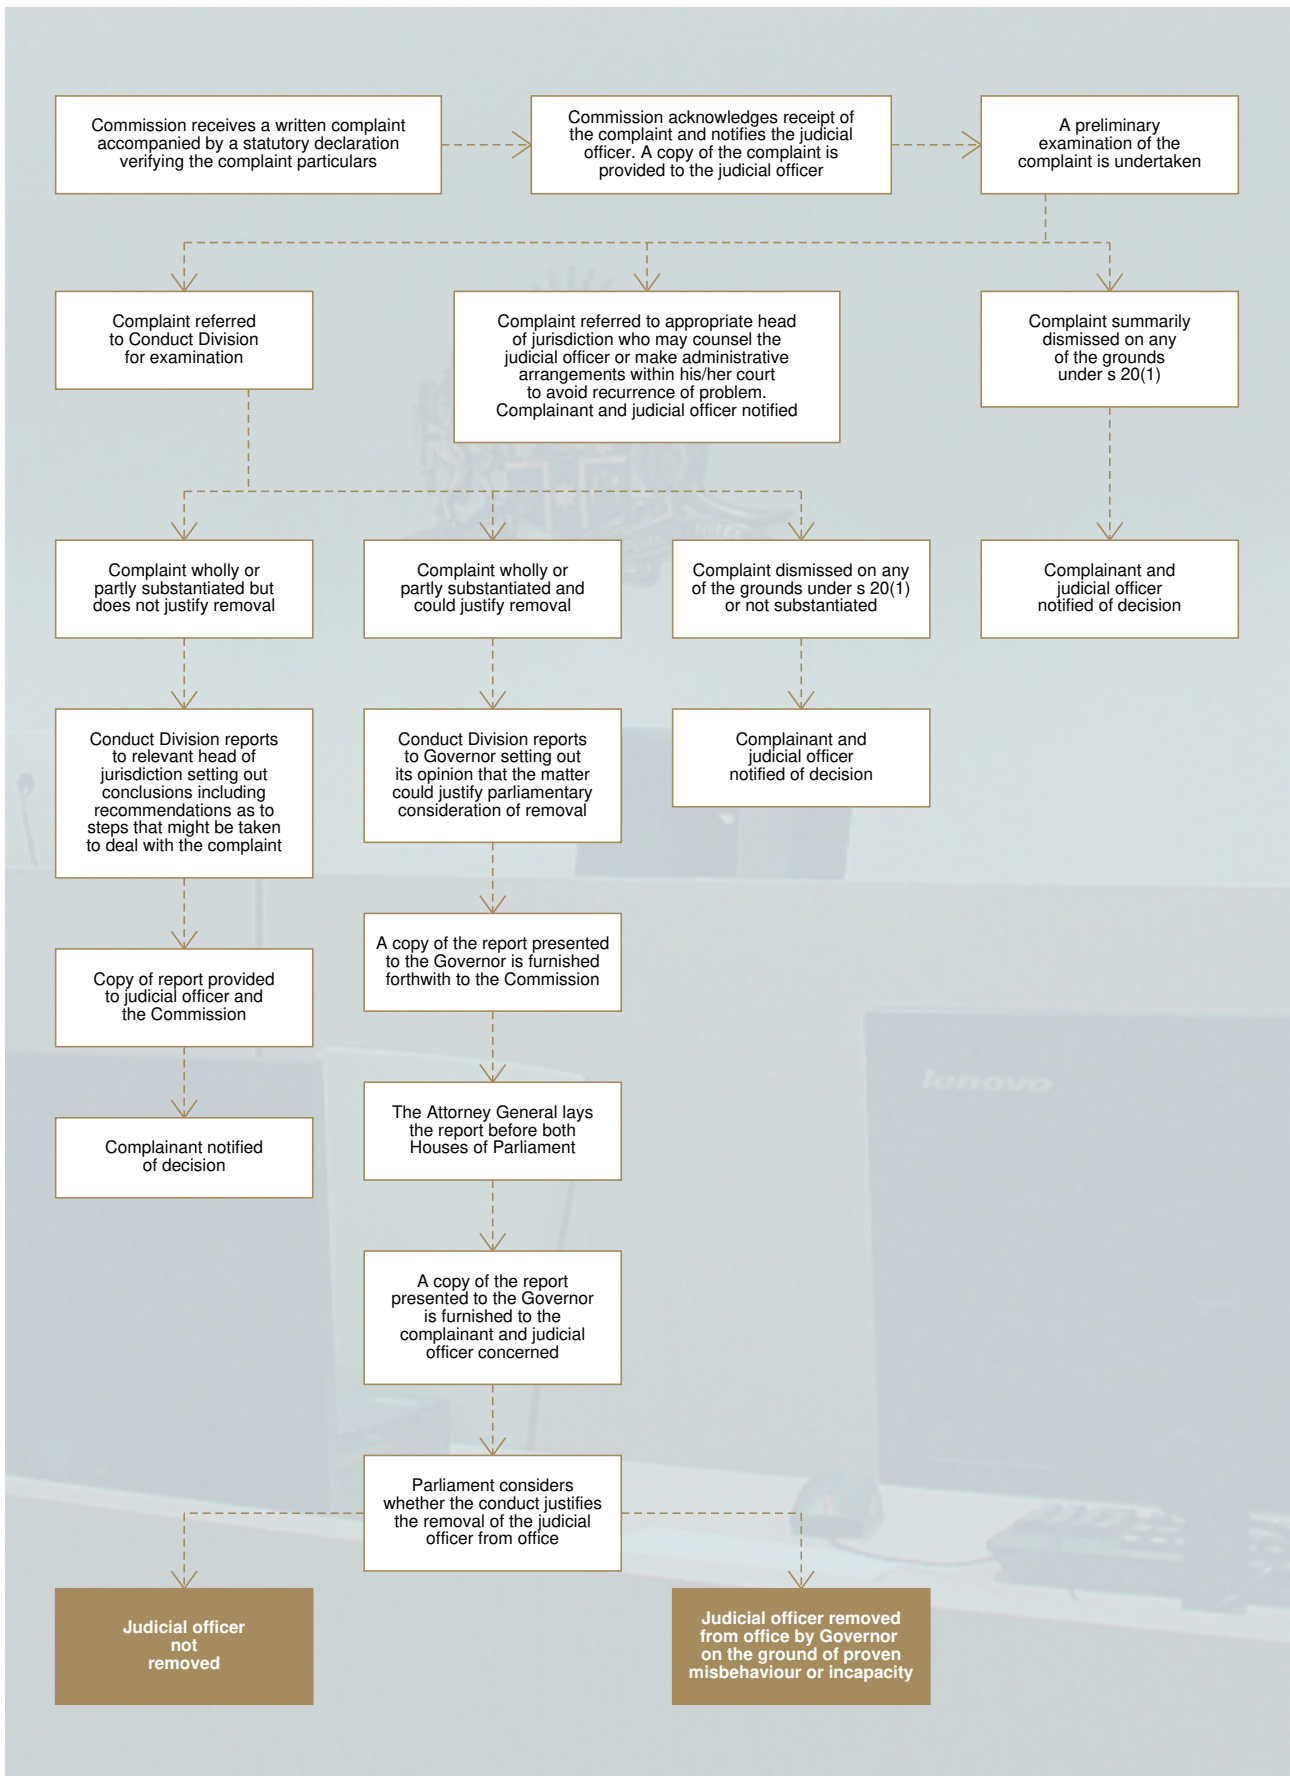 Commission receives a written complaint
accompanied by a statutory declaration
verifying the complaint particulars
Commission acknowledges receipt of
the complaint and notifies the judicial
officer. A copy of the complaint is
provided to the judicial officer
A preliminary
examination of the
complaint is undertaken
Complaint referred
to Conduct Division
for examination
Complaint referred to appropriate head
of jurisdiction who may counsel the
judicial officer or make administrative
arrangements within his/her court
to avoid recurrence of problem.
Complainant and judicial officer notified
Complaint summarily
dismissed on any
of the grounds
under s 20(1)
Complaint wholly or
partly substantiated but
does not justify removal
Complaint wholly or
partly substantiated and
could justify removal
Complaint dismissed on any
of the grounds under s 20(1)
or not substantiated
Complainant and
judicial officer
notified of decision
Conduct Division reports
to relevant head of
jurisdiction setting out
conclusions including
recommendations as to
steps that might be taken
to deal with the complaint
Conduct Division reports
to Governor setting out
its opinion that the matter
could justify parliamentary
consideration of removal
Complainant and
judicial officer
notified of decision
A copy of the report presented
to the Governor is furnished
forthwith to the Commission
Copy of report provided
to judicial officer and
the Commission
lenovo
The Attorney General lays
the report before both
Houses of Parliament
Complainant notified
of decision
A copy of the report
presented to the Governor
is furnished to the
complainant and judicial
officer concerned
Parliament considers
whether the conduct justifies
the removal of the judicial
officer from office
Judicial officer
not
removed
Judicial officer removed
from office by Governor
on the ground of proven
misbehaviour or incapacity